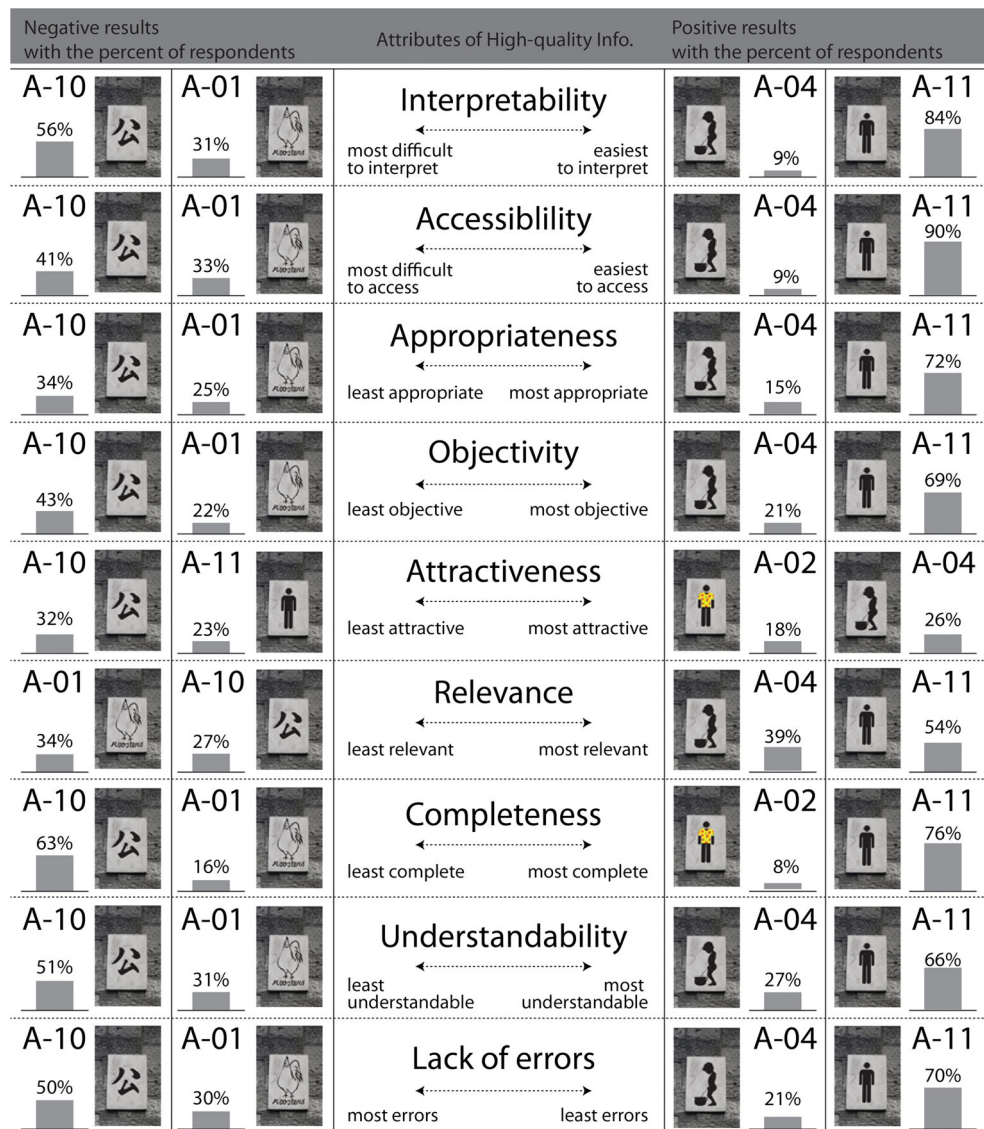 Negative results
with the percent of respondents
Attributes of High-quality Info.
Positive results
with the percent of respondents
A-10
56%
公
A-01
31%
Interpretability
most difficult
to interpret
easiest
to interpret
A-04
9%
A-11
84%
A-10
41%
公
A-01
33%
Accessiblility
most difficult
to access
easiest
to access
A-04
9%
A-11
90%
A-10
34%
公
A-01
25%
Appropriateness
least appropriate
most appropriate
A-04
15%
A-11
72%
A-10
43%
公
A-01
22%
Objectivity
least objective
most objective
A-04
21%
A-11
69%
A-10
32%
公
A-11
23%
Attractiveness
least attractive
most attractive
A-02
18%
A-04
26%
A-01
34%
A-10
27%
公
Relevance
least relevant
most relevant
A-04
39%
A-11
54%
A-10
63%
公
A-01
16%
Completeness
least complete
most complete
A-02
8%
A-11
76%
A-10
51%
公
A-01
31%
Understandability
least
understandable
most
understandable
A-04
27%
A-11
66%
A-10
50%
公
A-01
30%
Lack of errors
most errors
least errors
A-04
21%
A-11
70%